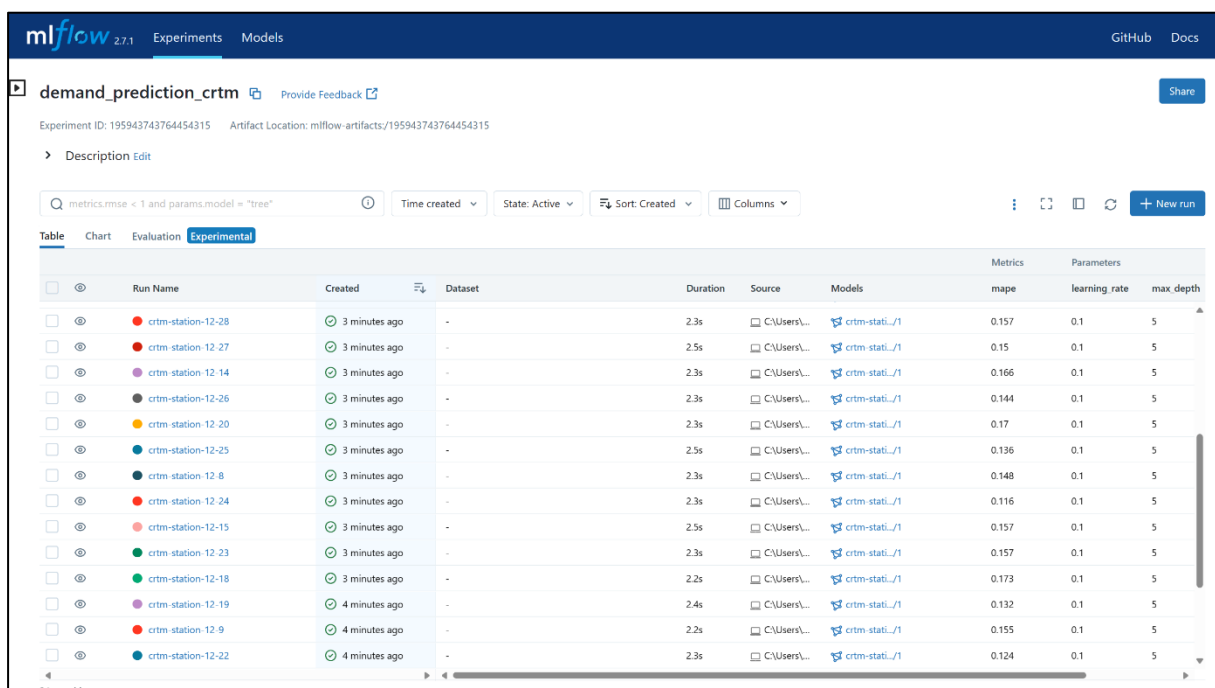 mlflow 2.7.1 Experiments Models GitHub Docs
demand_prediction_crtm Provide Feedback Share
Experiment ID: 195943743764454315 Artifact Location: mlflow-artifacts:/195943743764454315
Description Edit
metrics.rmse < 1 and params.model = "tree" Time created State: Active Sort: Created Columns + New run
Table Chart Evaluation Experimental
Metrics Parameters
Run Name Created Dataset Duration Source Models mape learning_rate max_depth
crtm-station-12-28 3 minutes ago - 2.3s C:\Users\... crtm-stati.../1 0.157 0.1 5
crtm-station-12-27 3 minutes ago - 2.5s C:\Users\... crtm-stati.../1 0.15 0.1 5
crtm-station-12-14 3 minutes ago - 2.3s C:\Users\... crtm-stati.../1 0.166 0.1 5
crtm-station-12-26 3 minutes ago - 2.3s C:\Users\... crtm-stati.../1 0.144 0.1 5
crtm-station-12-20 3 minutes ago - 2.3s C:\Users\... crtm-stati.../1 0.17 0.1 5
crtm-station-12-25 3 minutes ago - 2.5s C:\Users\... crtm-stati.../1 0.136 0.1 5
crtm-station-12-8 3 minutes ago - 2.3s C:\Users\... crtm-stati.../1 0.148 0.1 5
crtm-station-12-24 3 minutes ago - 2.3s C:\Users\... crtm-stati.../1 0.116 0.1 5
crtm-station-12-15 3 minutes ago - 2.5s C:\Users\... crtm-stati.../1 0.157 0.1 5
crtm-station-12-23 3 minutes ago - 2.3s C:\Users\... crtm-stati.../1 0.157 0.1 5
crtm-station-12-18 3 minutes ago - 2.2s C:\Users\... crtm-stati.../1 0.173 0.1 5
crtm-station-12-19 4 minutes ago - 2.4s C:\Users\... crtm-stati.../1 0.132 0.1 5
crtm-station-12-9 4 minutes ago - 2.2s C:\Users\... crtm-stati.../1 0.155 0.1 5
crtm-station-12-22 4 minutes ago - 2.3s C:\Users\... crtm-stati.../1 0.124 0.1 5